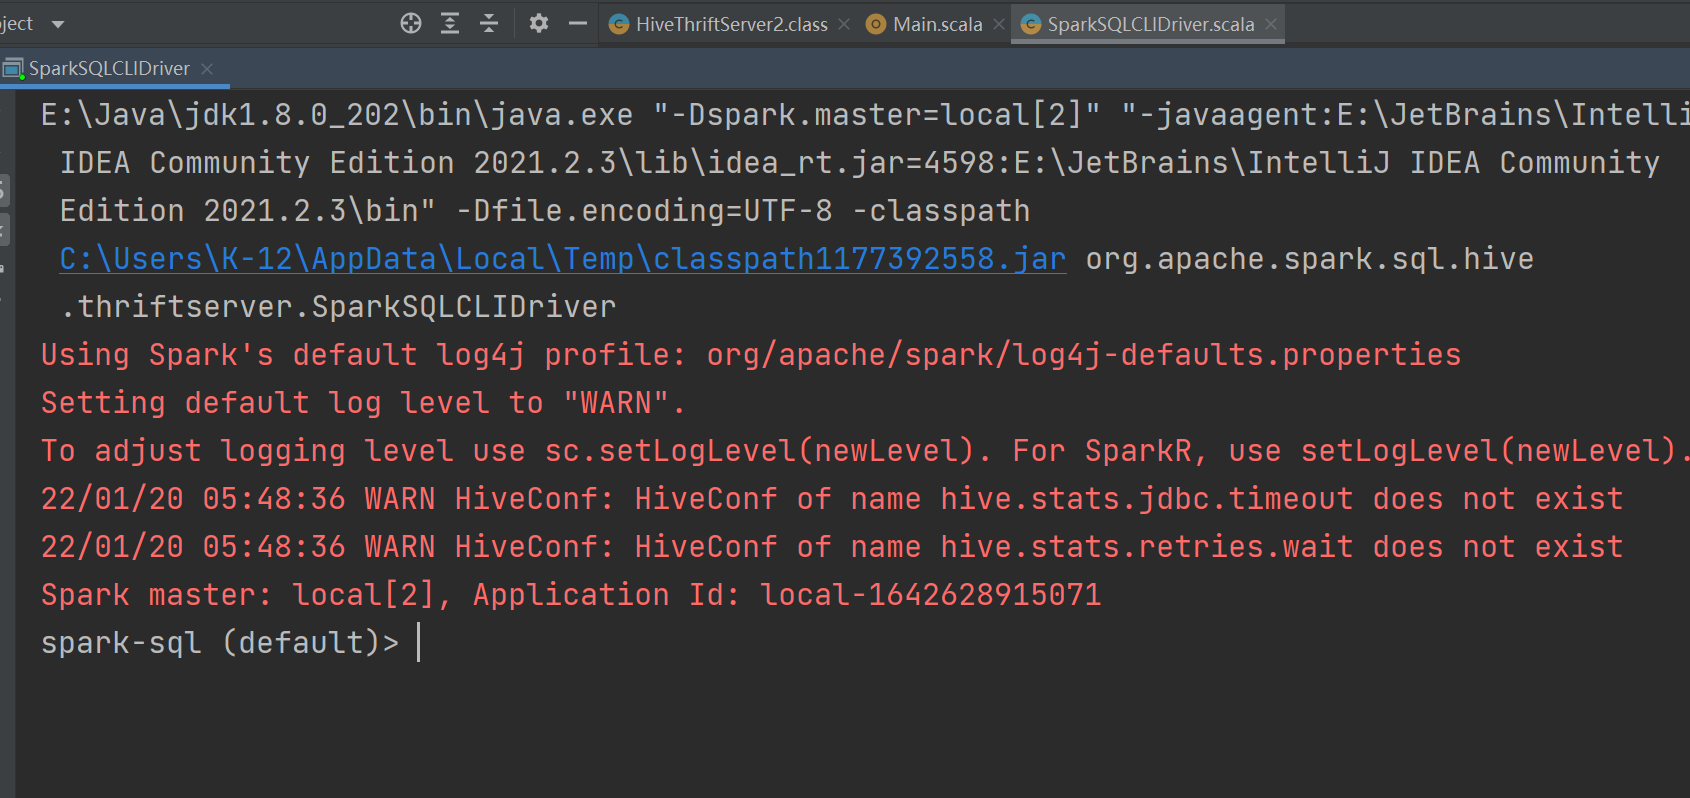 ject
HiveThriftServer2.class
Main.scala
SparkSQLCLIDriver.scala
SparkSQLCLIDriver
E:\Java\jdk1.8.0_202\bin\java.exe "-Dspark.master=local[2]" "-javaagent:E:\JetBrains\Intelli
IDEA Community Edition 2021.2.3\lib\idea_rt.jar=4598:E:\JetBrains\IntelliJ IDEA Community
Edition 2021.2.3\bin" -Dfile.encoding=UTF-8 -classpath
C:\Users\K-12\AppData\Local\Temp\classpath1177392558.jar org.apache.spark.sql.hive
.thriftserver.SparkSQLCLIDriver
Using Spark's default log4j profile: org/apache/spark/log4j-defaults.properties
Setting default log level to "WARN".
To adjust logging level use sc.setLogLevel(newLevel). For SparkR, use setLogLevel(newLevel).
22/01/20 05:48:36 WARN HiveConf: HiveConf of name hive.stats.jdbc.timeout does not exist
22/01/20 05:48:36 WARN HiveConf: HiveConf of name hive.stats.retries.wait does not exist
Spark master: local[2], Application Id: local-1642628915071
spark-sql (default)>